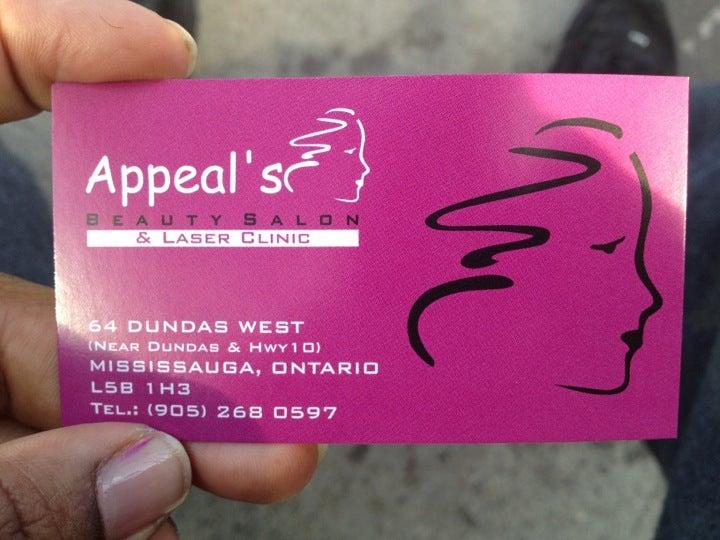 Appeal's
BEAUTY SALON
& LASER CLINIC
64 DUNDAS WEST
(NEAR DUNDAS & HWY10)
MISSISSAUGA, ONTARIO
L5B 1H3
TEL.: (905) 268 0597